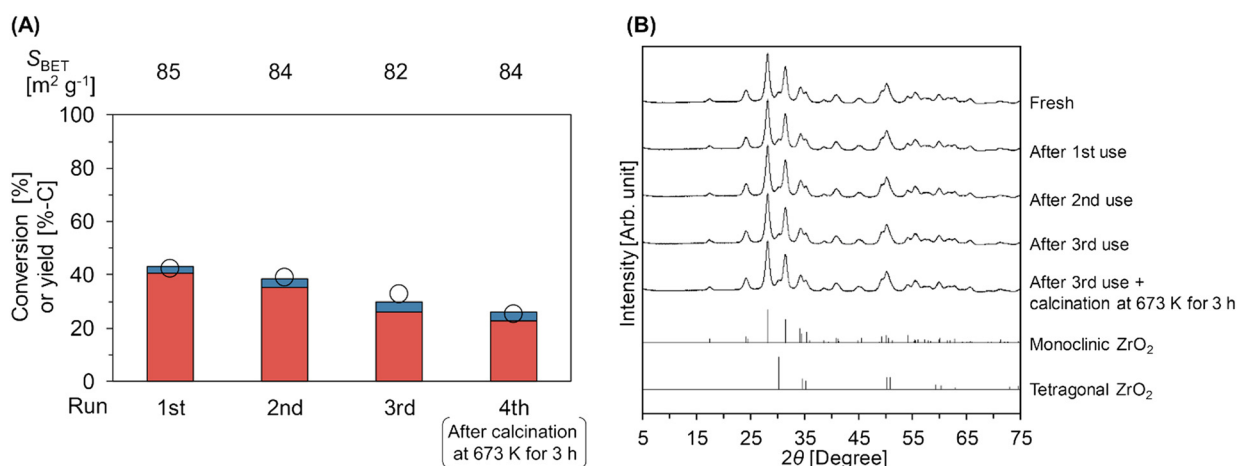 (A)
S_BET
[m² g⁻¹]
85
84
82
84
Conversion [%]
or yield [%-C]
100
80
60
40
20
0
Run
1st
2nd
3rd
4th
After calcination
at 673 K for 3 h
(B)
Intensity [Arb. unit]
Fresh
After 1st use
After 2nd use
After 3rd use
After 3rd use +
calcination at 673 K for 3 h
Monoclinic ZrO₂
Tetragonal ZrO₂
5
15
25
35
45
55
65
75
2θ [Degree]